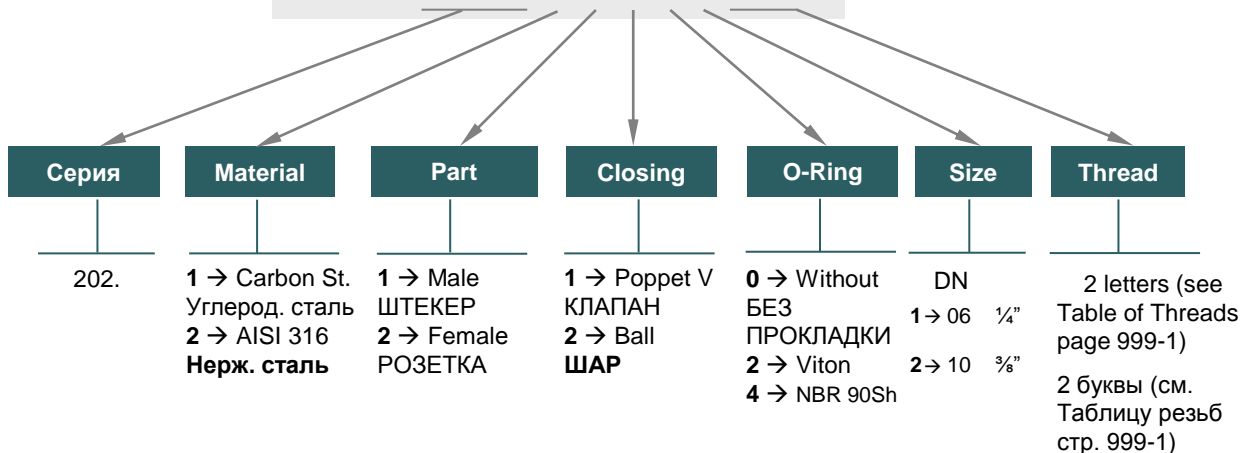 Серия
Material
Part
Closing
O-Ring
Size
Thread
202.
1 → Carbon St.
Углерод. сталь
2 → AISI 316
Нерж. сталь
1 → Male
ШТЕКЕР
2 → Female
РОЗЕТКА
1 → Poppet V
КЛАПАН
2 → Ball
ШАР
0 → Without
БЕЗ
ПРОКЛАДКИ
2 → Viton
4 → NBR 90Sh
DN
1 → 06 ¼”
2 → 10 ⅜”
2 letters (see
Table of Threads
page 999-1)
2 буквы (см.
Таблицу резьб
стр. 999-1)